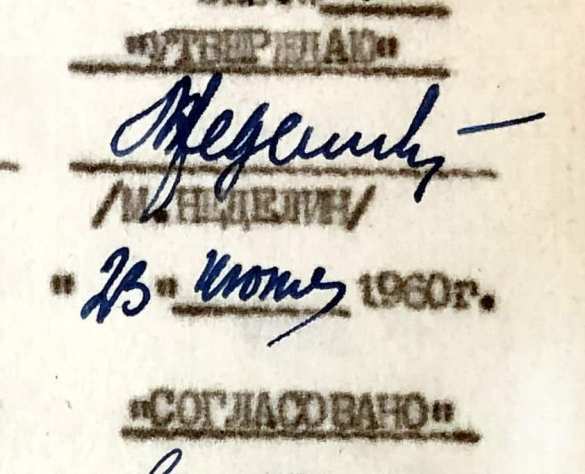 "УТВЕРЖДАЮ"
Неделин
/М.НЕДЕЛИН/
"23" июня 1960г.
"СОГЛАСОВАНО"